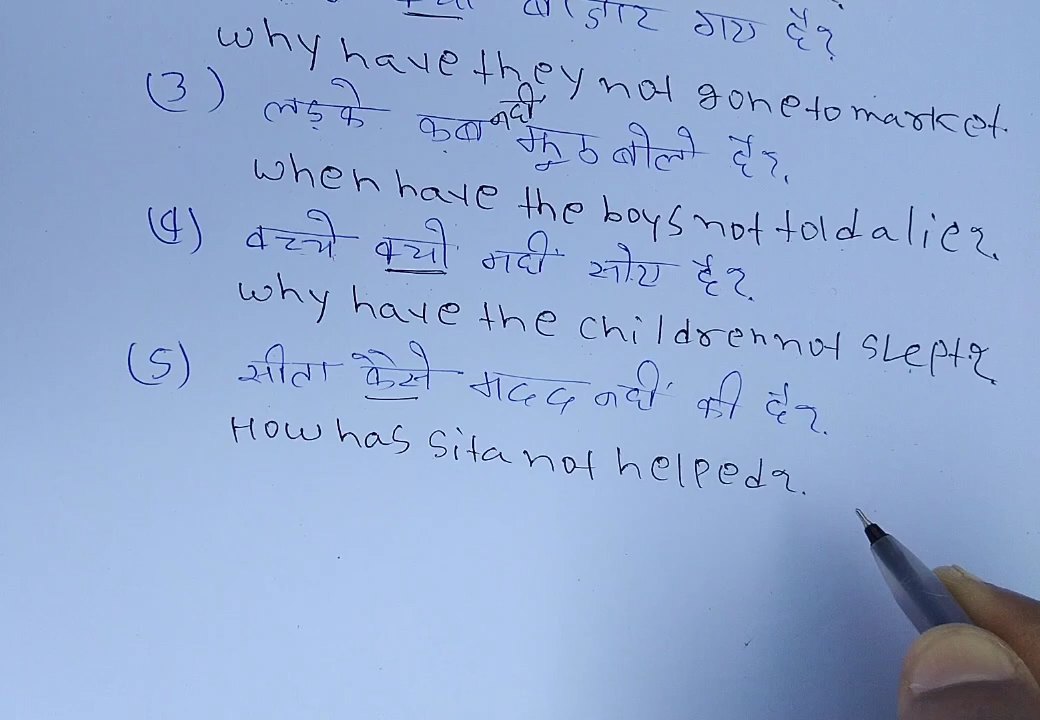 बाजार गए है?
why have they not gone to market.
(3) लड़के कब नही झूठ बोले है?
when have the boys not told a lie?
(4) बच्चे क्यो नहीं सोए है?
why have the children not slept?
(5) सीता कैसे मदद नहीं की है?
How has sita not helped?